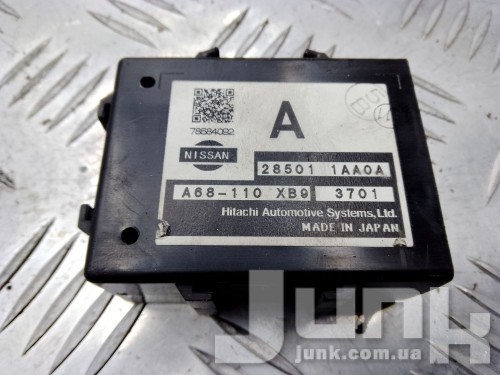 A
78684092
NISSAN
28501 1AA0A
A68-110 XB9 3701
Hitachi Automotive Systems,Ltd.
MADE IN JAPAN
Junk
junk.com.ua